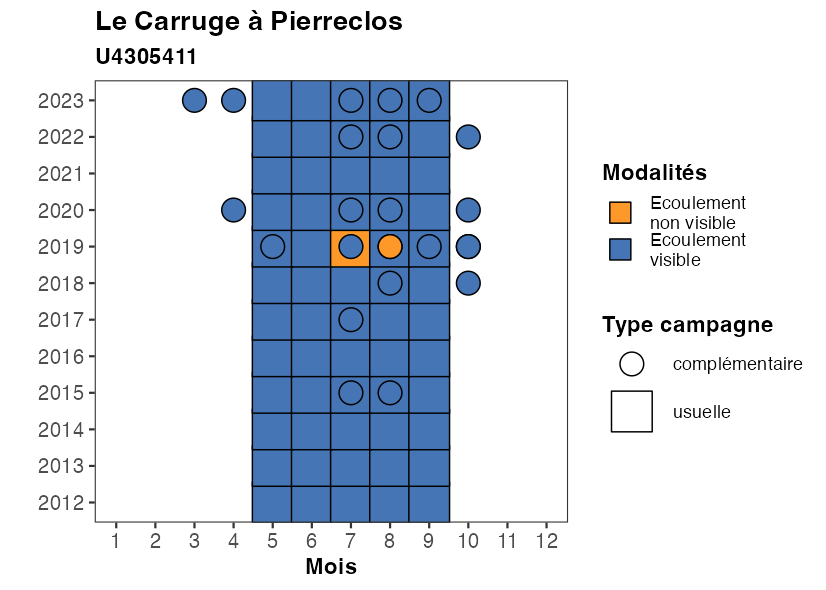 Le Carruge à Pierreclos
U4305411
2023
2022
2021
2020
2019
2018
2017
2016
2015
2014
2013
2012
1 2 3 4 5 6 7 8 9 10 11 12
Mois
Modalités
Ecoulement
non visible
Ecoulement
visible
Type campagne
complémentaire
usuelle